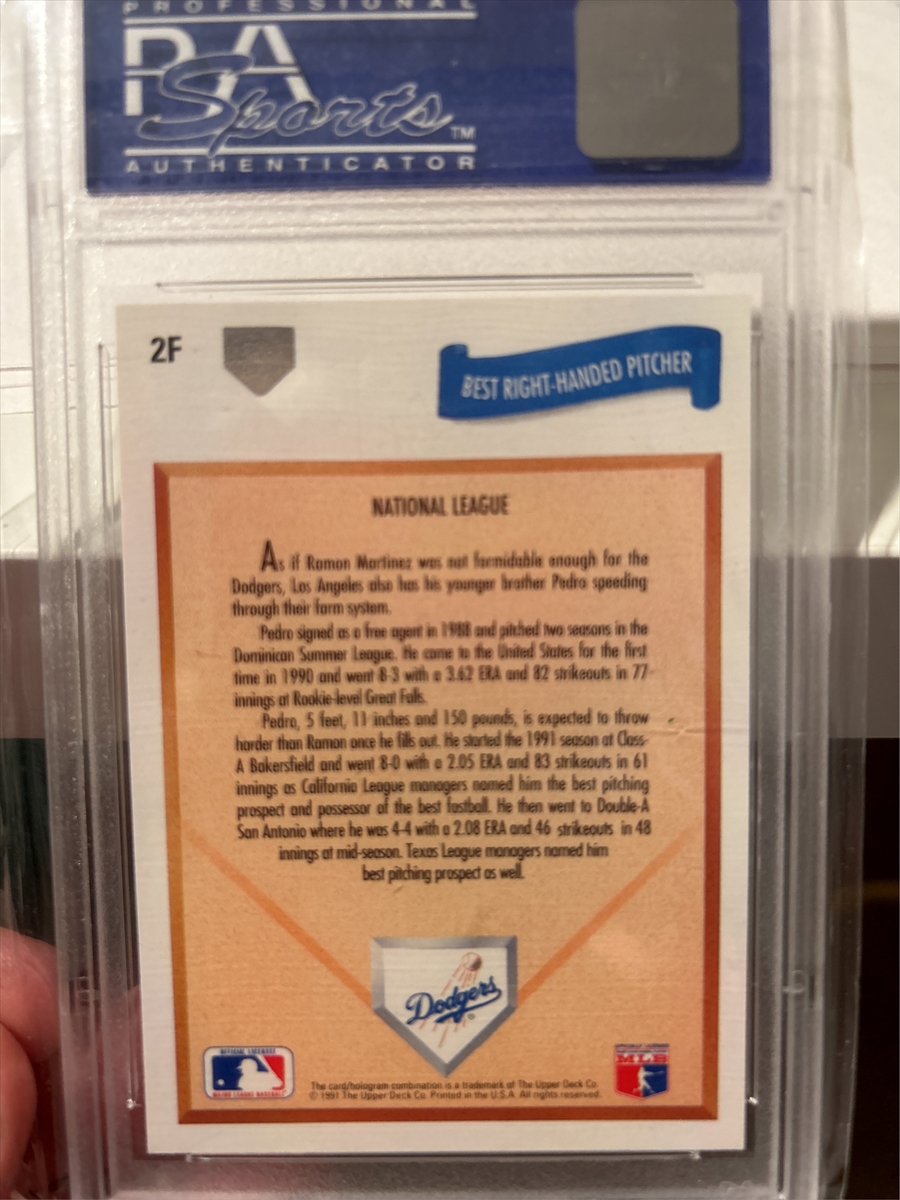 PROFESSIONAL
PSA
Sports™
AUTHENTICATOR
2F
BEST RIGHT-HANDED PITCHER
NATIONAL LEAGUE
As if Ramon Martinez was not formidable enough for the
Dodgers, Los Angeles also has his younger brother Pedro speeding
through their farm system.
Pedro signed as a free agent in 1988 and pitched two seasons in the
Dominican Summer League. He came to the United States for the first
time in 1990 and went 8-3 with a 3.62 ERA and 82 strikeouts in 77
innings at Rookie-level Great Falls.
Pedro, 5 feet, 11 inches and 150 pounds, is expected to throw
harder than Ramon once he fills out. He started the 1991 season at Class-
A Bakersfield and went 8-0 with a 2.05 ERA and 83 strikeouts in 61
innings as California League managers named him the best pitching
prospect and possessor of the best fastball. He then went to Double-A
San Antonio where he was 4-4 with a 2.08 ERA and 46 strikeouts in 48
innings at mid-season. Texas League managers named him
best pitching prospect as well.
Dodgers®
OFFICIAL LICENSEE
MAJOR LEAGUE BASEBALL
The card/hologram combination is a trademark of The Upper Deck Co.
© 1991 The Upper Deck Co. Printed in the U.S.A. All rights reserved.
MLB